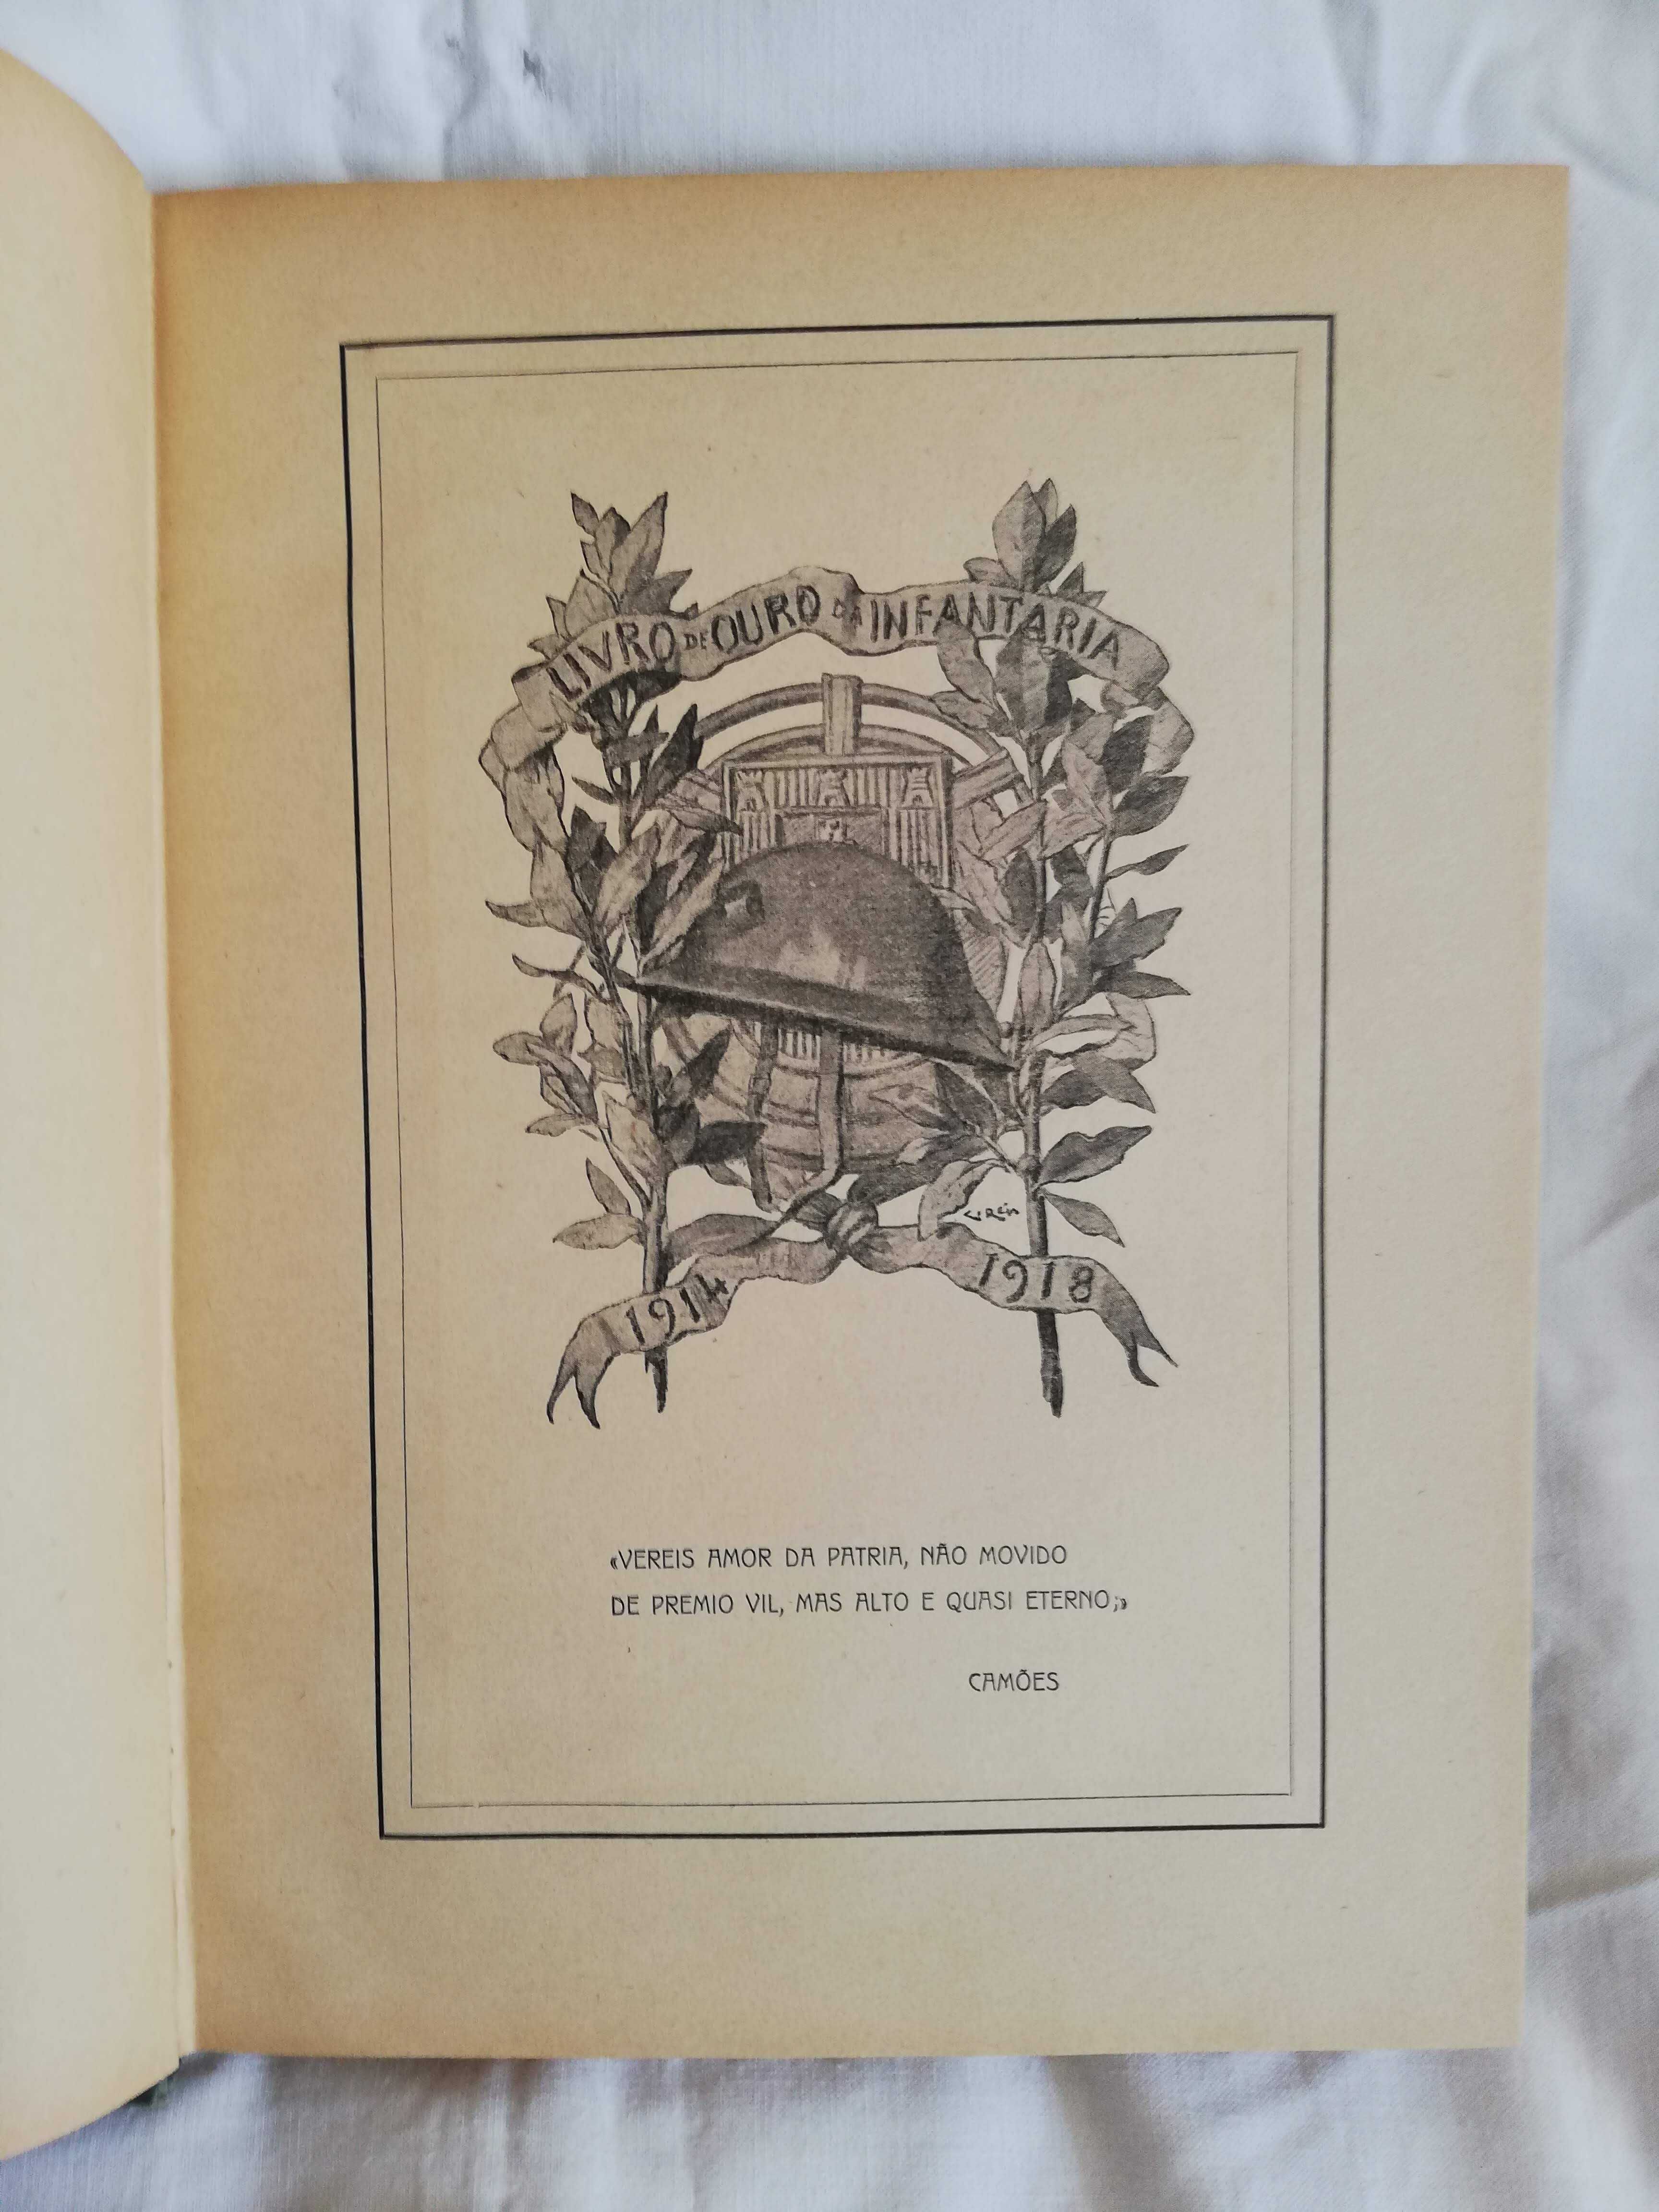 LIVRO DE OURO DA INFANTARIA
1914
1918
«VEREIS AMOR DA PATRIA, NÃO MOVIDO
DE PREMIO VIL, MAS ALTO E QUASI ETERNO;»
CAMÕES